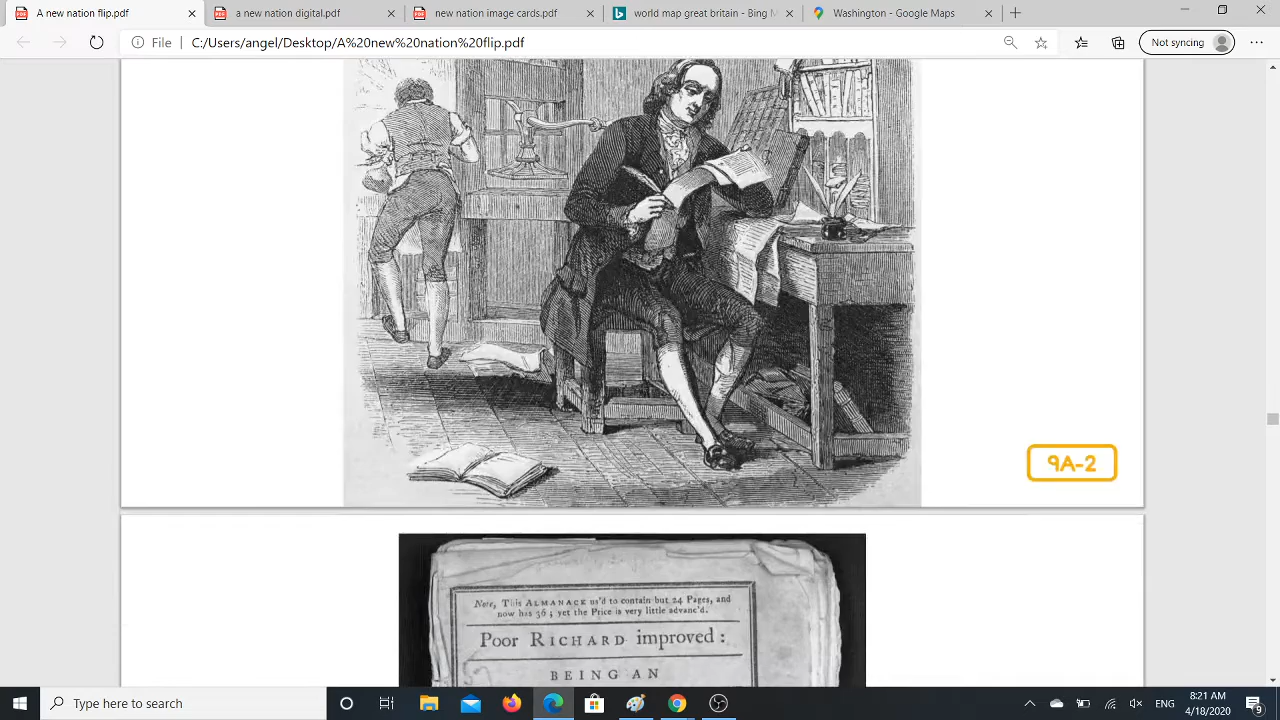 new nation flip.pdf
a new nation digital.pdf
new nation image cards.pdf
world map great britin - Bing M
Washington - Google Maps
File
C:/Users/angel/Desktop/A%20new%20nation%20flip.pdf
Not syncing
9A-2
Note, This ALMANACK us'd to contain but 24 Pages, and
now has 36 ; yet the Price is very little advanc'd.
Poor RICHARD improved :
BEING AN
Type here to search
8:21 AM
4/18/2020